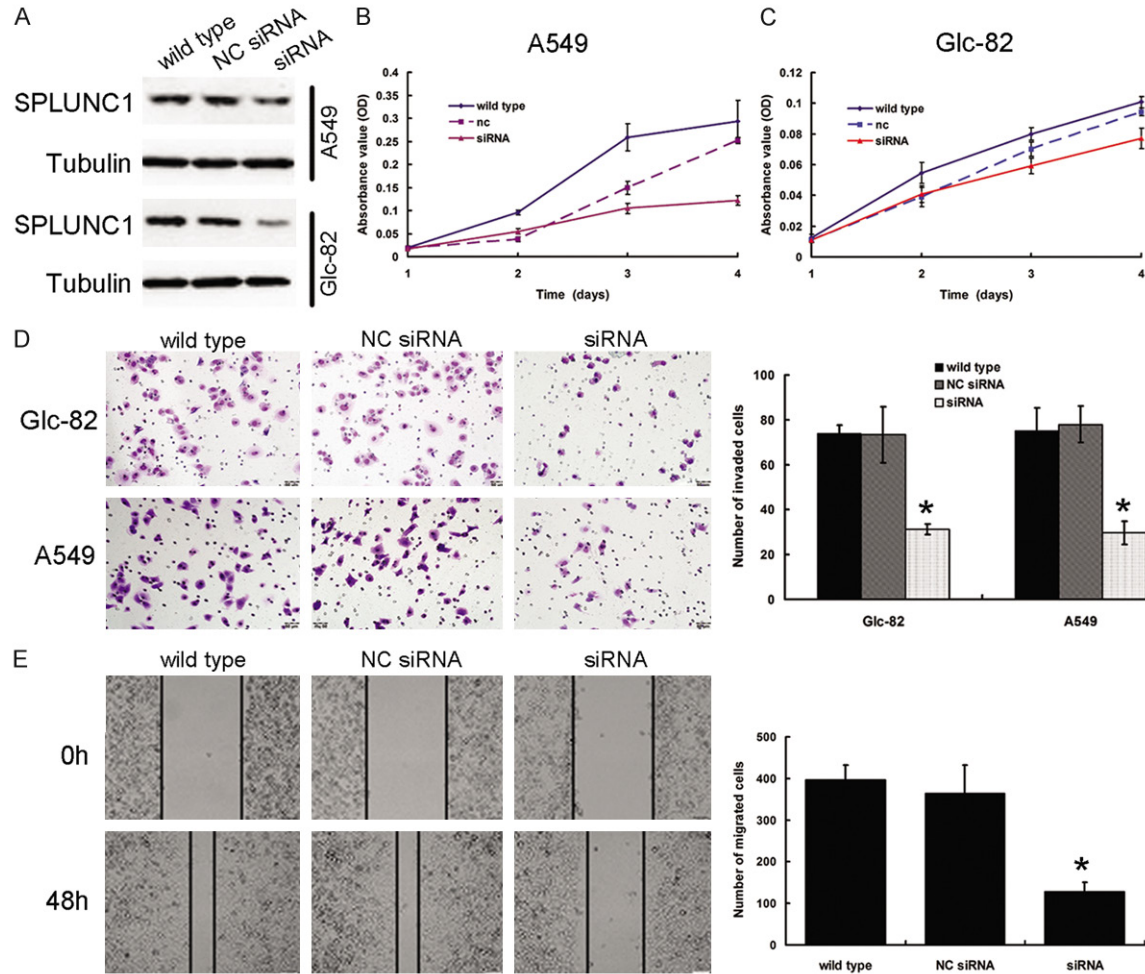 A
wild type
NC siRNA
siRNA
SPLUNC1
Tubulin
A549
SPLUNC1
Tubulin
Glc-82
B
A549
Absorbance value (OD)
0.4
0.35
0.3
0.25
0.2
0.15
0.1
0.05
0
wild type
nc
siRNA
1 2 3 4
Time (days)
C
Glc-82
Absorbance value (OD)
0.12
0.1
0.08
0.06
0.04
0.02
0
wild type
nc
siRNA
1 2 3 4
Time (days)
D
wild type NC siRNA siRNA
Glc-82
A549
Number of invaded cells
100
80
60
40
20
0
wild type
NC siRNA
siRNA
*
*
Glc-82 A549
E
wild type NC siRNA siRNA
0h
48h
Number of migrated cells
500
400
300
200
100
0
*
wild type NC siRNA siRNA